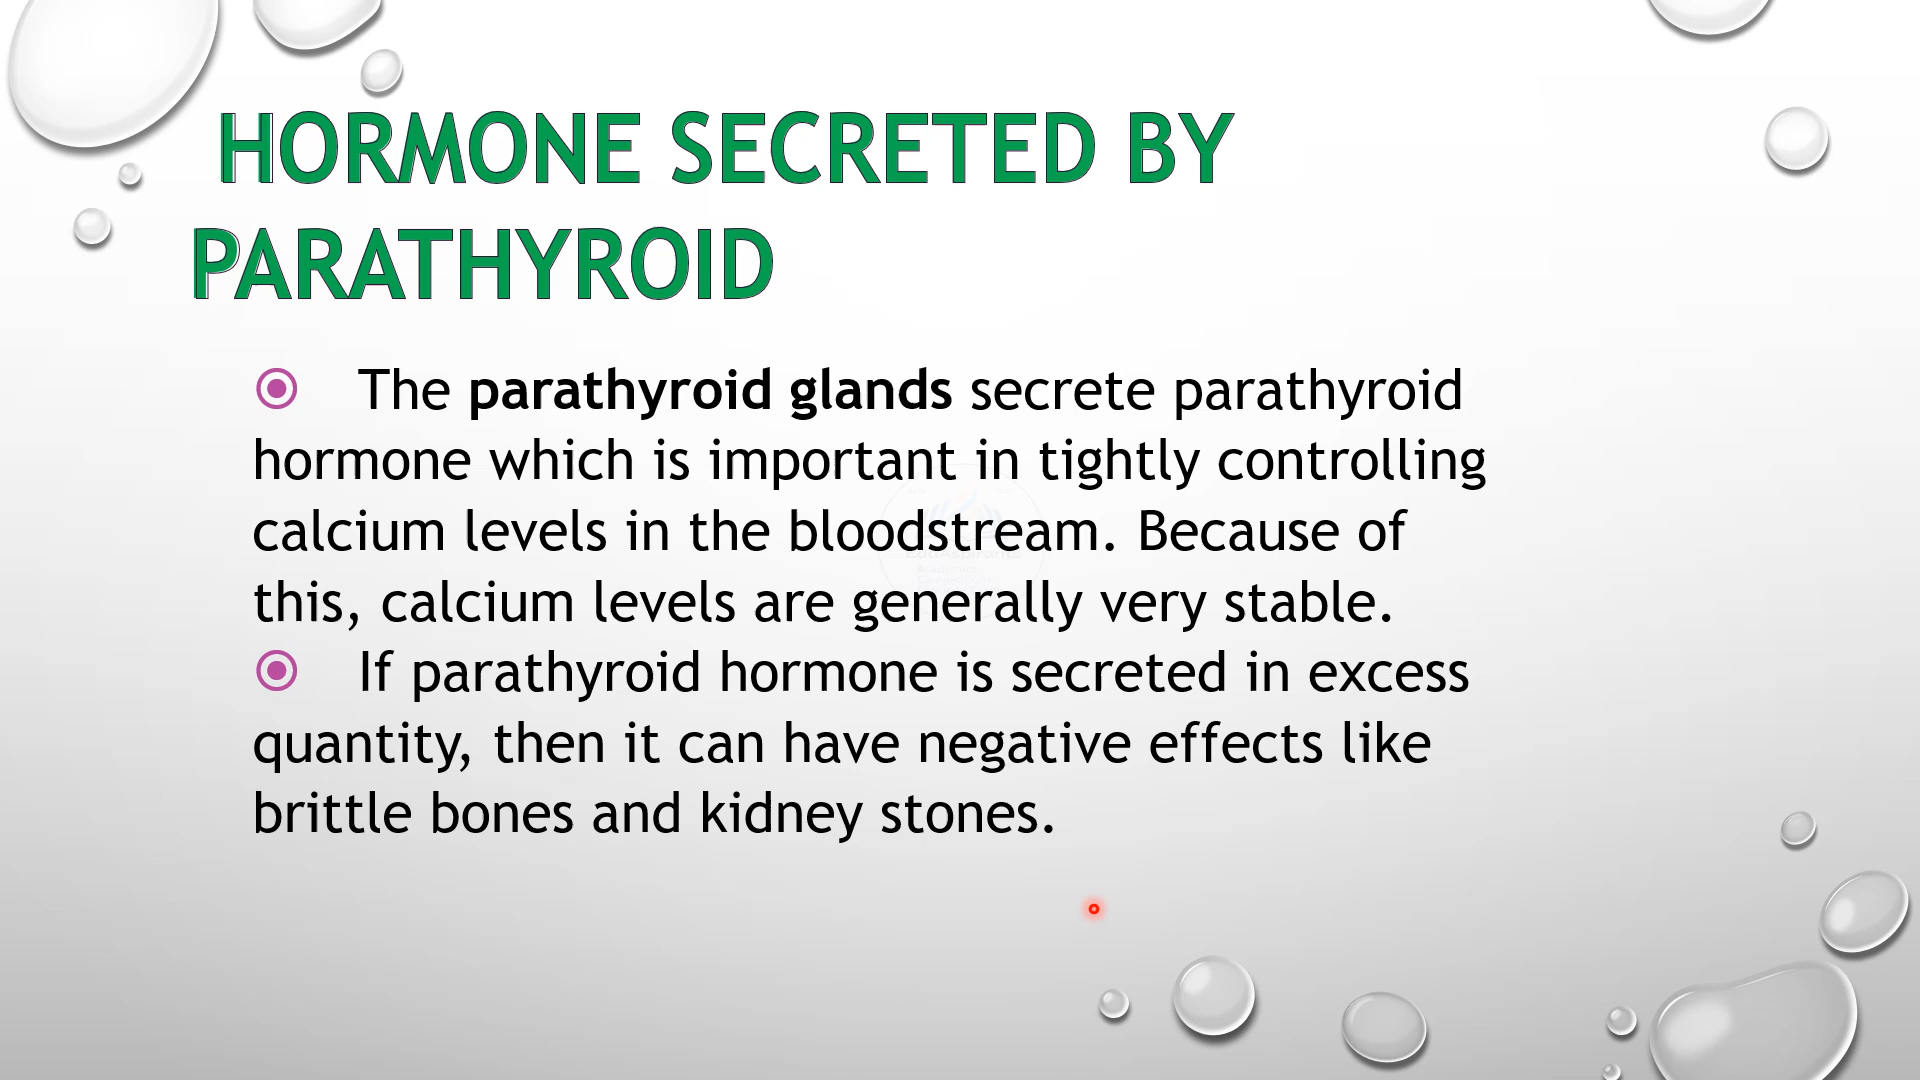 HORMONE SECRETED BY
PARATHYROID
The parathyroid glands secrete parathyroid
hormone which is important in tightly controlling
calcium levels in the bloodstream. Because of
this, calcium levels are generally very stable.
If parathyroid hormone is secreted in excess
quantity, then it can have negative effects like
brittle bones and kidney stones.